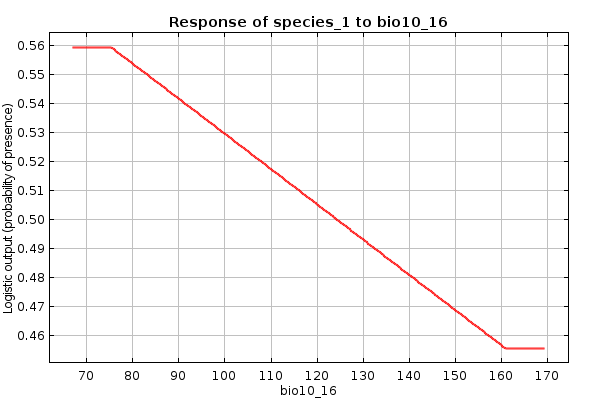 Response of species_1 to bio10_16
Logistic output (probability of presence)
0.56
0.55
0.54
0.53
0.52
0.51
0.50
0.49
0.48
0.47
0.46
70 80 90 100 110 120 130 140 150 160 170
bio10_16